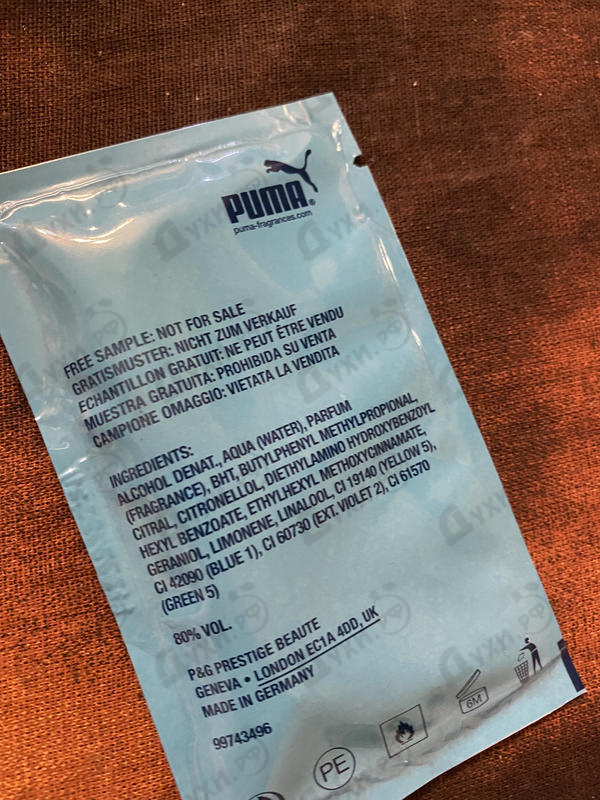 PUMA®
puma-fragrances.com
FREE SAMPLE: NOT FOR SALE
GRATISMUSTER: NICHT ZUM VERKAUF
ECHANTILLON GRATUIT: NE PEUT ÊTRE VENDU
MUESTRA GRATUITA: PROHIBIDA SU VENTA
CAMPIONE OMAGGIO: VIETATA LA VENDITA
INGREDIENTS:
ALCOHOL DENAT., AQUA (WATER), PARFUM
(FRAGRANCE), BHT, BUTYLPHENYL METHYLPROPIONAL,
CITRAL, CITRONELLOL, DIETHYLAMINO HYDROXYBENZOYL
HEXYL BENZOATE, ETHYLHEXYL METHOXYCINNAMATE,
GERANIOL, LIMONENE, LINALOOL, CI 19140 (YELLOW 5),
CI 42090 (BLUE 1), CI 60730 (EXT. VIOLET 2), CI 61570
(GREEN 5)
80% VOL.
P&G PRESTIGE BEAUTE
GENEVA • LONDON EC1A 4DD, UK
MADE IN GERMANY
99743496
PE
6M
ДУХИ.РФ